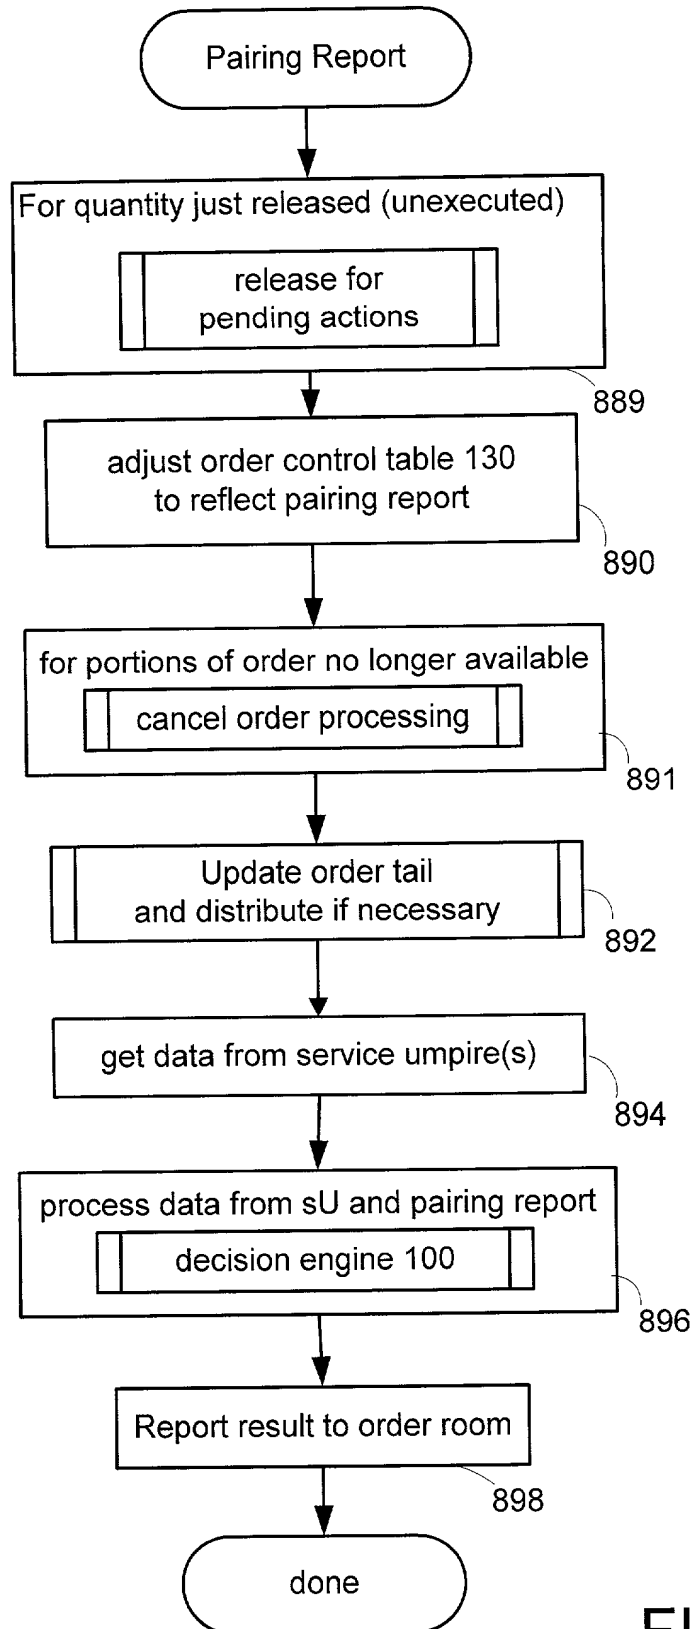 Pairing Report
For quantity just released (unexecuted)
release for
pending actions
889
adjust order control table 130
to reflect pairing report
890
for portions of order no longer available
cancel order processing
891
Update order tail
and distribute if necessary
892
get data from service umpire(s)
894
process data from sU and pairing report
decision engine 100
896
Report result to order room
898
done